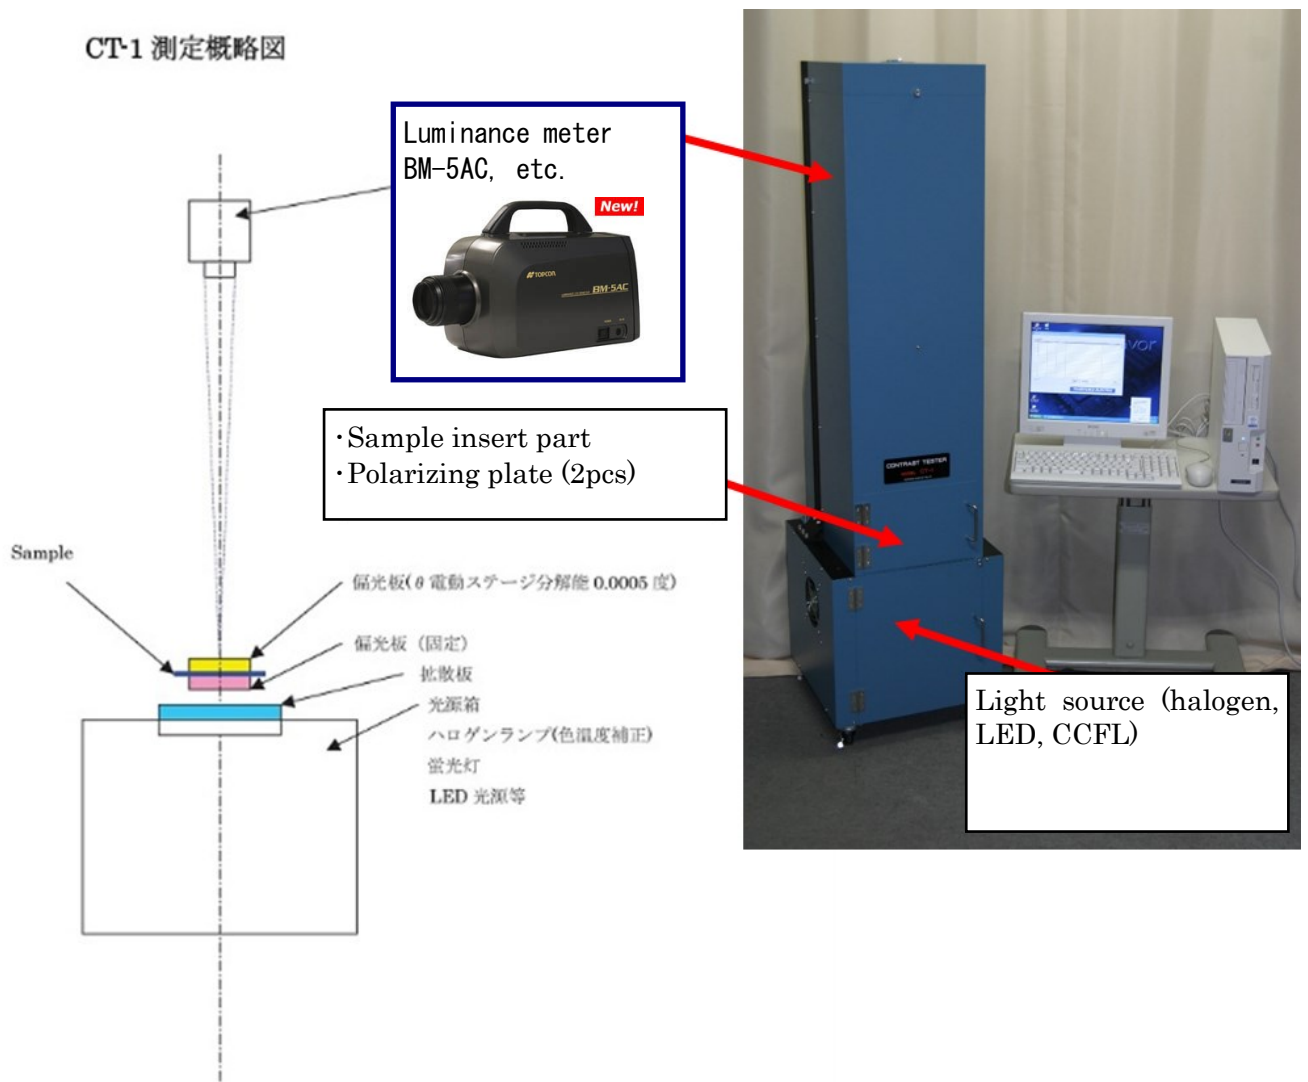 CT-1 測定概略図
Luminance meter
BM-5AC, etc.
New!
TOPCON
BM-5AC
・Sample insert part
・Polarizing plate (2pcs)
CONTRAST TESTER
Sample
偏光板(θ電動ステージ分解能 0.0005 度)
偏光板 (固定)
拡散板
光源箱
ハロゲンランプ(色温度補正)
蛍光灯
LED 光源等
Light source (halogen,
LED, CCFL)